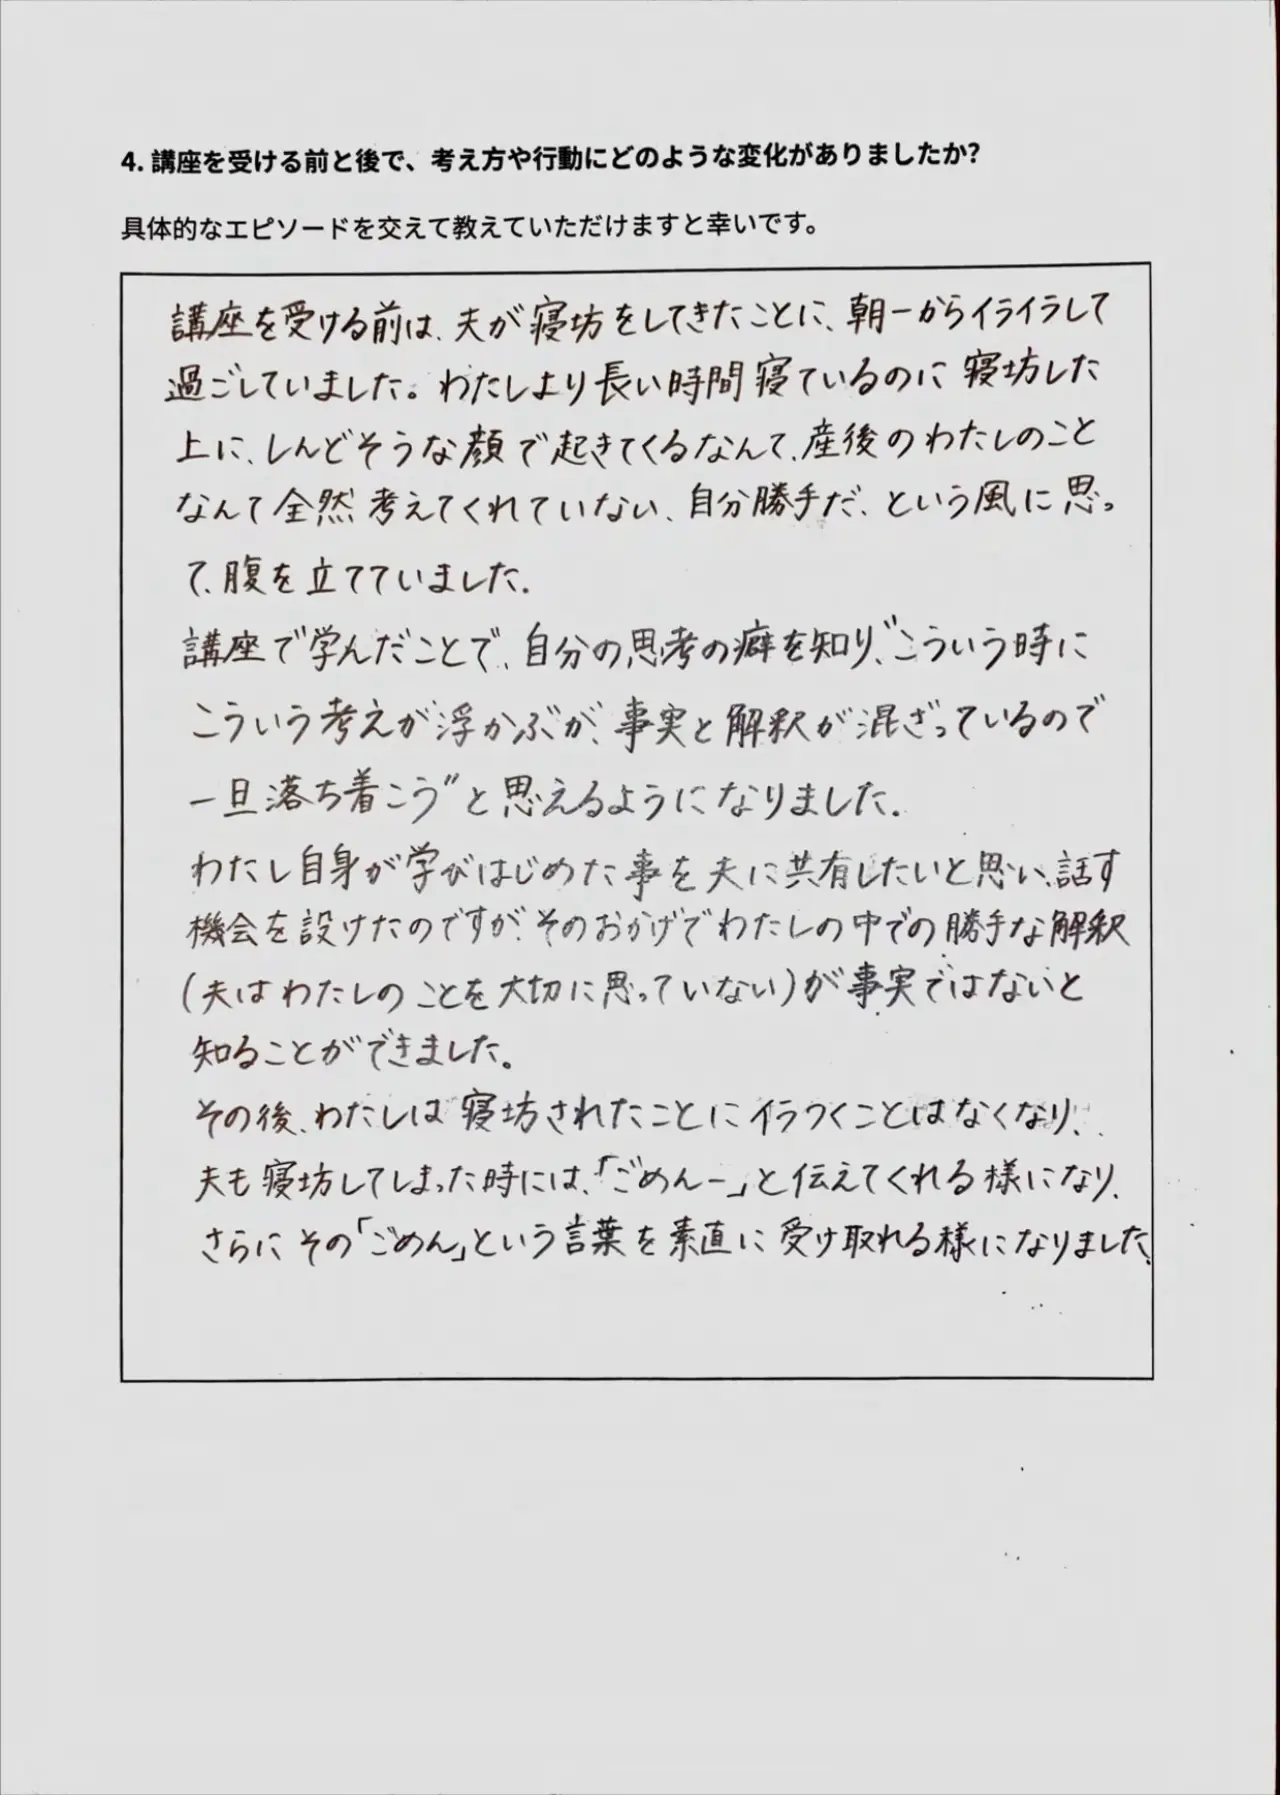 4. 講座を受ける前と後で、考え方や行動にどのような変化がありましたか?
具体的なエピソードを交えて教えていただけますと幸いです。
講座を受ける前は、夫が寝坊をしてきたことに、朝一からイライラして
過ごしていました。わたしより長い時間寝ているのに寝坊した
上に、しんどそうな顔で起きてくるなんて、産後のわたしのこと
なんて全然考えてくれていない、自分勝手だ、という風に思っ
て、腹を立てていました。
講座で学んだことで、自分の思考の癖を知り、"こういう時に
こういう考えが浮かぶが、事実と解釈が混ざっているので
一旦落ち着こう"と思えるようになりました。
わたし自身が学びはじめた事を夫に共有したいと思い、話す
機会を設けたのですが、そのおかげでわたしの中での勝手な解釈
(夫はわたしのことを大切に思っていない)が事実ではないと
知ることができました。
その後、わたしは寝坊されたことにイラつくことはなくなり、
夫も寝坊してしまった時には、「ごめんー」と伝えてくれる様になり、
さらにその「ごめん」という言葉を素直に受け取れる様になりました。